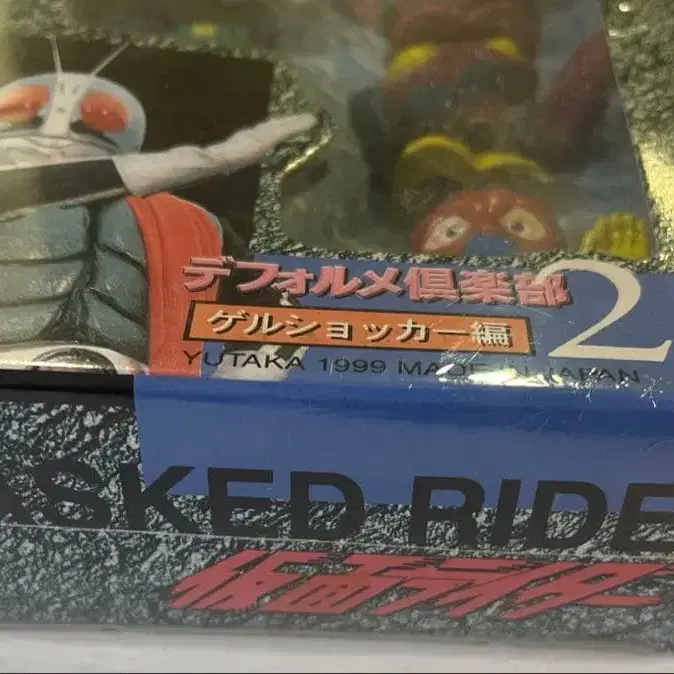 デフォルメ倶楽部 2
ゲルショッカー編
YUTAKA 1999 MADE IN JAPAN
ASKED RIDE
仮面ライダー